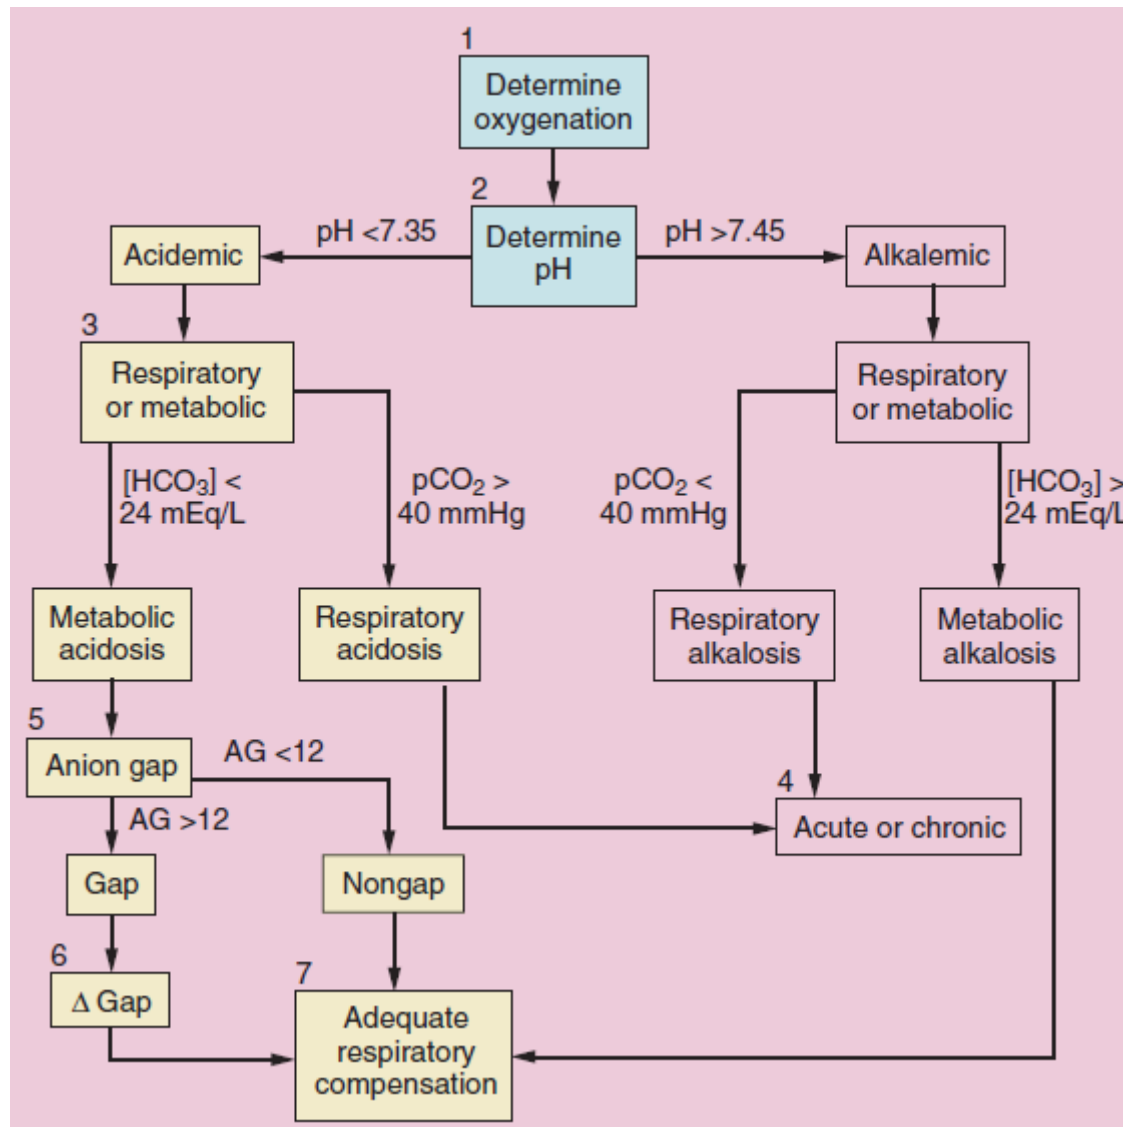 1
Determine
oxygenation
2
pH <7.35
Determine
pH
pH >7.45
Acidemic
Alkalemic
3
Respiratory
or metabolic
Respiratory
or metabolic
[HCO₃] <
24 mEq/L
pCO₂ >
40 mmHg
pCO₂ <
40 mmHg
[HCO₃] >
24 mEq/L
Metabolic
acidosis
Respiratory
acidosis
Respiratory
alkalosis
Metabolic
alkalosis
5
Anion gap
AG <12
AG >12
4
Acute or chronic
Gap
Nongap
6
Δ Gap
7
Adequate
respiratory
compensation